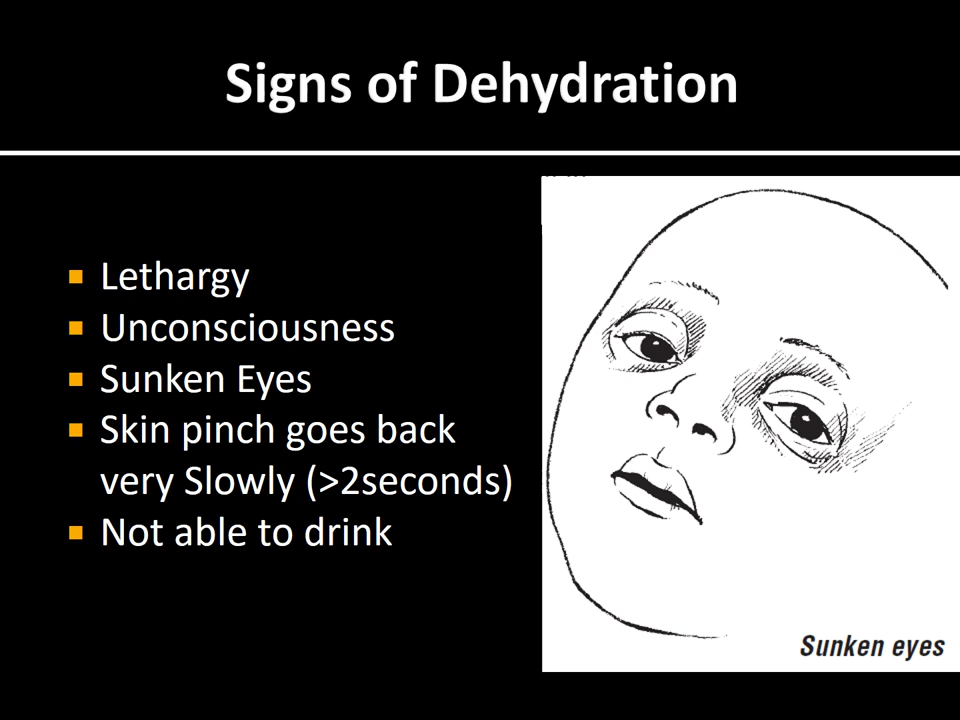 Signs of Dehydration
Lethargy
Unconsciousness
Sunken Eyes
Skin pinch goes back
very Slowly (>2seconds)
Not able to drink
Sunken eyes